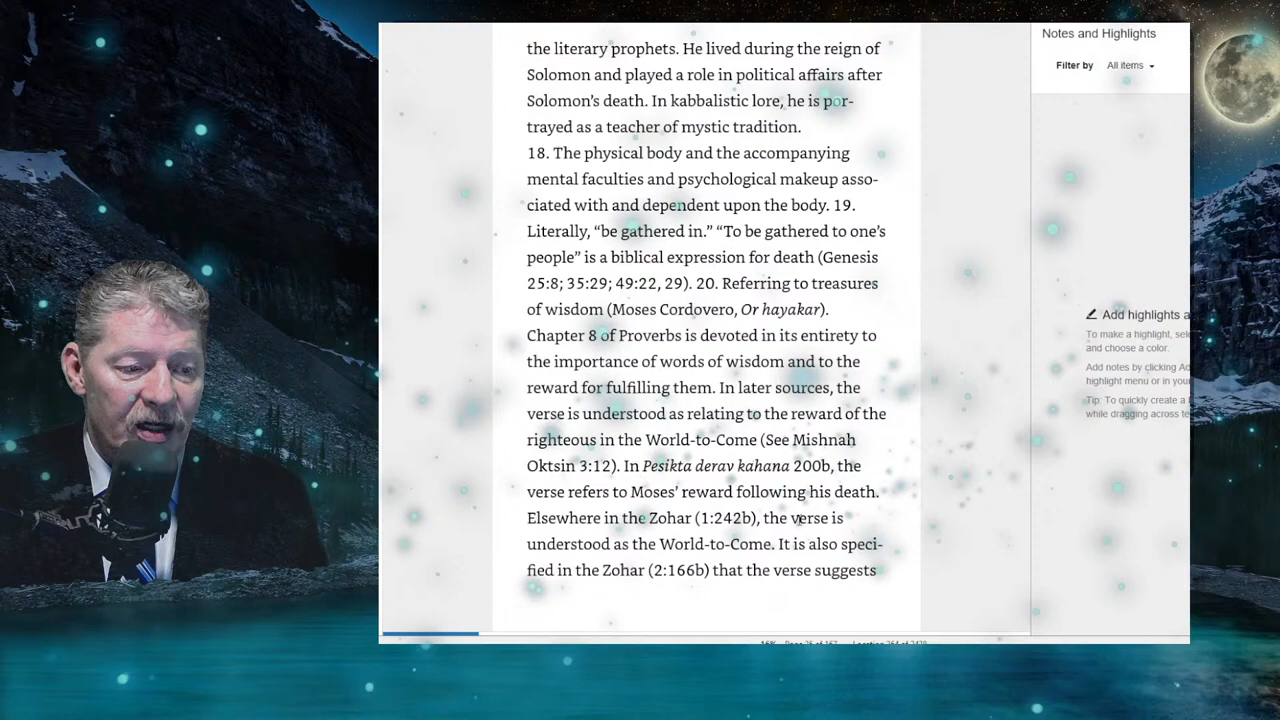 the literary prophets. He lived during the reign of
Solomon and played a role in political affairs after
Solomon's death. In kabbalistic lore, he is por-
trayed as a teacher of mystic tradition.
18. The physical body and the accompanying
mental faculties and psychological makeup asso-
ciated with and dependent upon the body. 19.
Literally, “be gathered in.” “To be gathered to one's
people” is a biblical expression for death (Genesis
25:8; 35:29; 49:22, 29). 20. Referring to treasures
of wisdom (Moses Cordovero, Or hayakar).
Chapter 8 of Proverbs is devoted in its entirety to
the importance of words of wisdom and to the
reward for fulfilling them. In later sources, the
verse is understood as relating to the reward of the
righteous in the World-to-Come (See Mishnah
Oktsin 3:12). In Pesikta derav kahana 200b, the
verse refers to Moses' reward following his death.
Elsewhere in the Zohar (1:242b), the verse is
understood as the World-to-Come. It is also speci-
fied in the Zohar (2:166b) that the verse suggests
Notes and Highlights
Filter by All items
Add highlights a
To make a highlight, sele
and choose a color.
Add notes by clicking Ad
highlight menu or in your
Tip: To quickly create a
while dragging across te